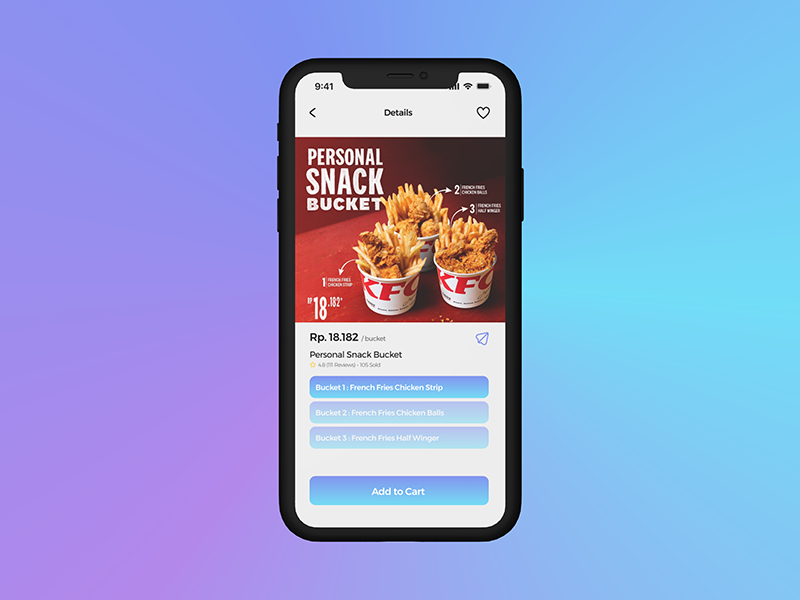 9:41
Details
PERSONAL
SNACK
BUCKET
2 FRENCH FRIES
CHICKEN BALLS
3 FRENCH FRIES
HALF WINGER
1 FRENCH FRIES
CHICKEN STRIP
KFC
KFC
RP 18.182*
Rp. 18.182 / bucket
Personal Snack Bucket
4.8 (111 Reviews) • 105 Sold
Bucket 1 : French Fries Chicken Strip
Bucket 2 : French Fries Chicken Balls
Bucket 3 : French Fries Half Winger
Add to Cart